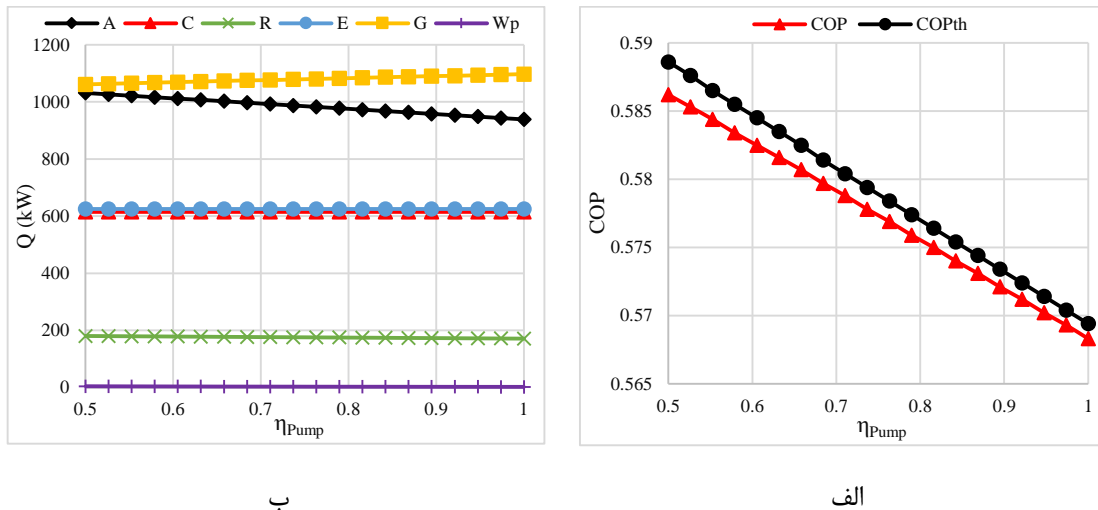 A C R E G Wp
Q (kW)
1200
1000
800
600
400
200
0
0.5 0.6 0.7 0.8 0.9 1
ηPump
ب
COP COPth
COP
0.59
0.585
0.58
0.575
0.57
0.565
0.5 0.6 0.7 0.8 0.9 1
ηPump
الف